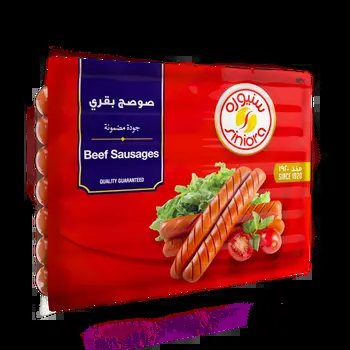 صوصج بقري
جودة مضمونة
Beef Sausages
QUALITY GUARANTEED
سنيورة
siniora
منذ ١٩٢٠
SINCE 1920